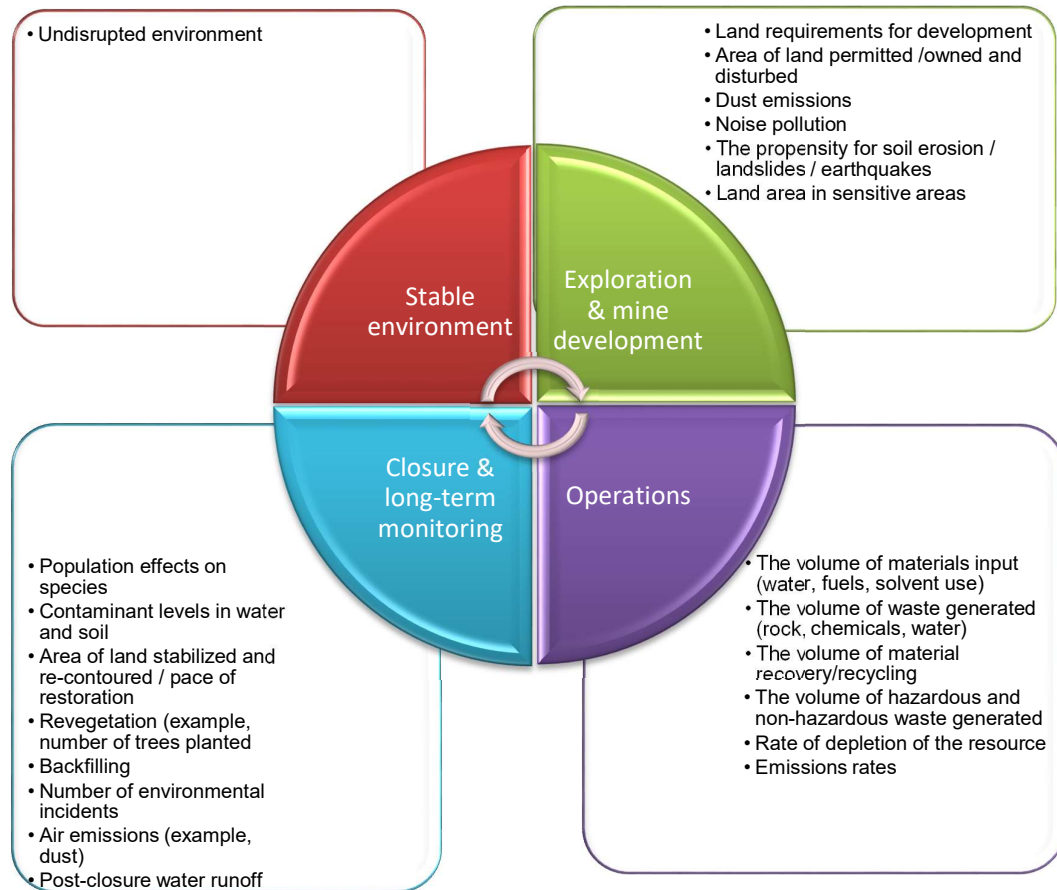 • Undisrupted environment
• Land requirements for development
• Area of land permitted /owned and
disturbed
• Dust emissions
• Noise pollution
• The propensity for soil erosion /
landslides / earthquakes
• Land area in sensitive areas
Stable
environment
Exploration
& mine
development
Closure &
long-term
monitoring
Operations
• Population effects on
species
• Contaminant levels in water
and soil
• Area of land stabilized and
re-contoured / pace of
restoration
• Revegetation (example,
number of trees planted
• Backfilling
• Number of environmental
incidents
• Air emissions (example,
dust)
• Post-closure water runoff
• The volume of materials input
(water, fuels, solvent use)
• The volume of waste generated
(rock, chemicals, water)
• The volume of material
recovery/recycling
• The volume of hazardous and
non-hazardous waste generated
• Rate of depletion of the resource
• Emissions rates